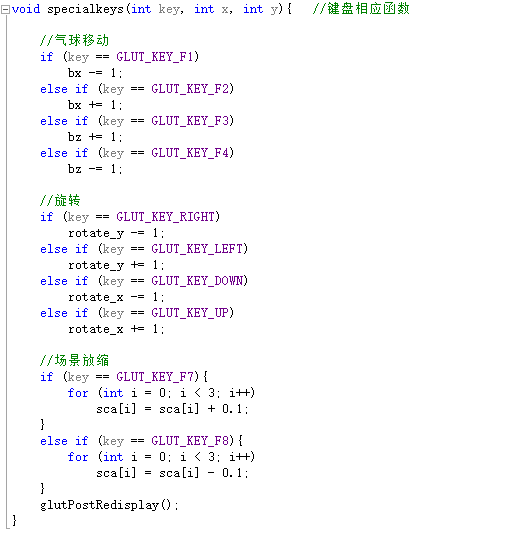 void specialkeys(int key, int x, int y){ //键盘相应函数
//气球移动
if (key == GLUT_KEY_F1)
bx -= 1;
else if (key == GLUT_KEY_F2)
bx += 1;
else if (key == GLUT_KEY_F3)
bz += 1;
else if (key == GLUT_KEY_F4)
bz -= 1;
//旋转
if (key == GLUT_KEY_RIGHT)
rotate_y -= 1;
else if (key == GLUT_KEY_LEFT)
rotate_y += 1;
else if (key == GLUT_KEY_DOWN)
rotate_x -= 1;
else if (key == GLUT_KEY_UP)
rotate_x += 1;
//场景放缩
if (key == GLUT_KEY_F7){
for (int i = 0; i < 3; i++)
sca[i] = sca[i] + 0.1;
}
else if (key == GLUT_KEY_F8){
for (int i = 0; i < 3; i++)
sca[i] = sca[i] - 0.1;
}
glutPostRedisplay();
}